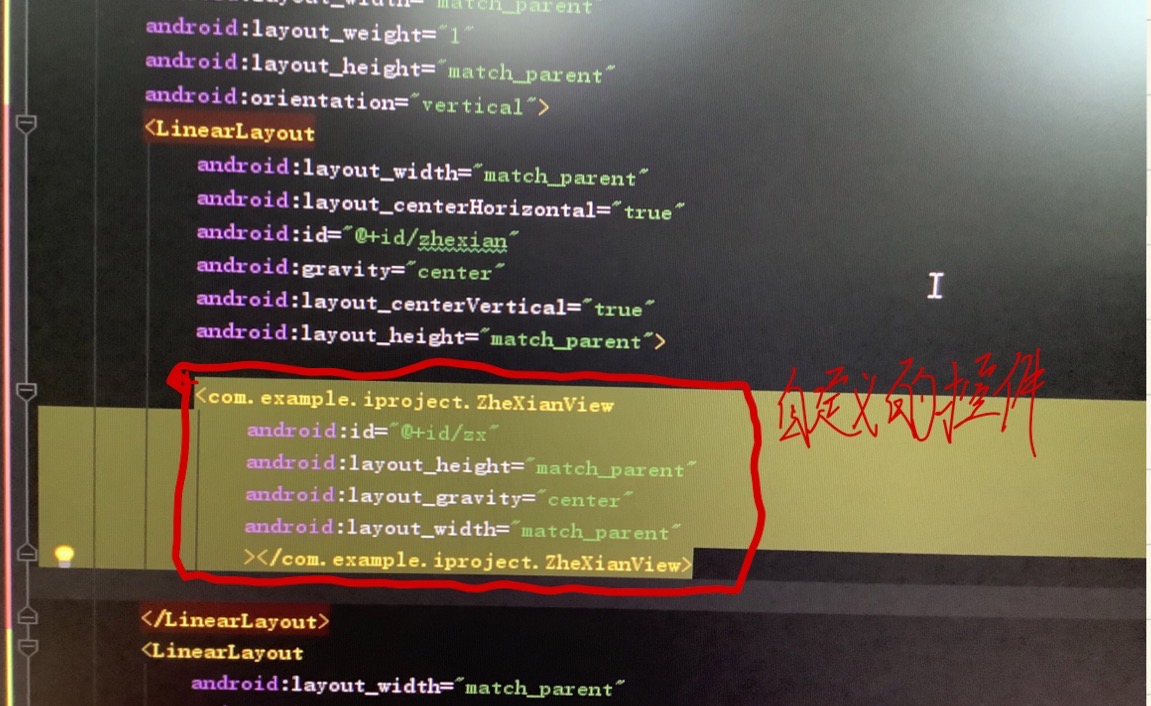 android:layout_width="match_parent"
android:layout_weight="1"
android:layout_height="match_parent"
android:orientation="vertical">
<LinearLayout
android:layout_width="match_parent"
android:layout_centerHorizontal="true"
android:id="@+id/zhexian"
android:gravity="center"
android:layout_centerVertical="true"
android:layout_height="match_parent">
<com.example.iproject.ZheXianView
android:id="@+id/zx"
android:layout_height="match_parent"
android:layout_gravity="center"
android:layout_width="match_parent"
></com.example.iproject.ZheXianView>
自定义的控件
</LinearLayout>
<LinearLayout
android:layout_width="match_parent"